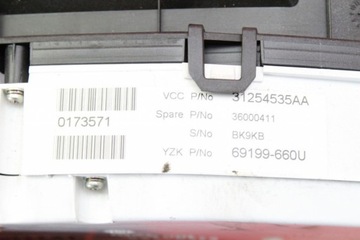 VCC P/No 31254535AA
0173571
Spare P/No 36000411
S/No BK9KB
YZK P/No 69199-660U